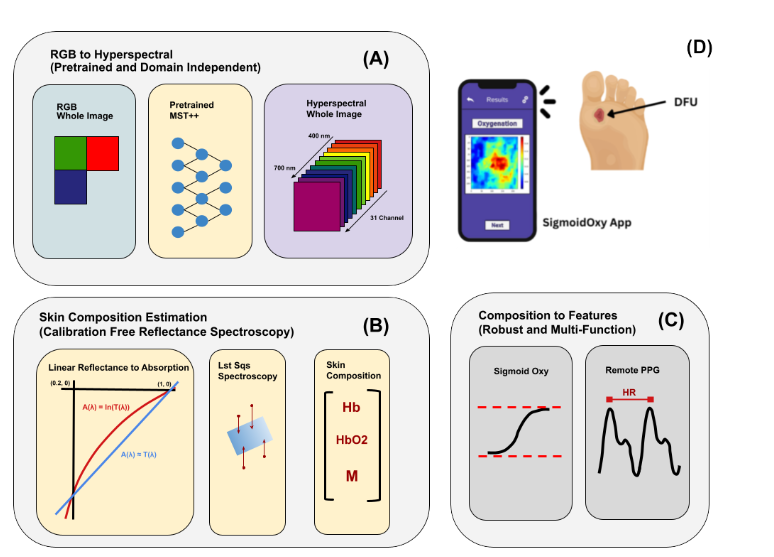 RGB to Hyperspectral
(Pretrained and Domain Independent)
(A)
RGB
Whole Image
Pretrained
MST++
Hyperspectral
Whole Image
400 nm
700 nm
31 Channel
(D)
Results
Oxygenation
Next
DFU
SigmoidOxy App
Skin Composition Estimation
(Calibration Free Reflectance Spectroscopy)
(B)
Linear Reflectance to Absorption
(0.2, 0)
(1, 0)
A(λ) = ln(T(λ))
A(λ) = T(λ)
Lst Sqs
Spectroscopy
Skin
Composition
Hb
HbO2
M
Composition to Features
(Robust and Multi-Function)
(C)
Sigmoid Oxy
Remote PPG
HR